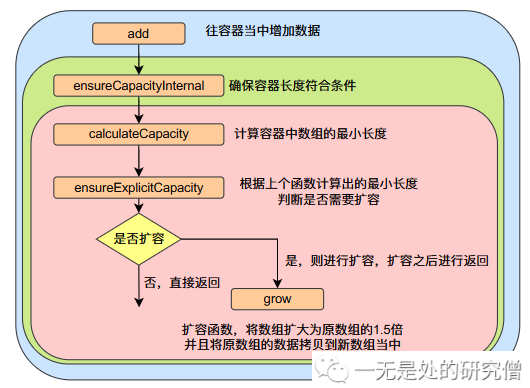 add
往容器当中增加数据
ensureCapacityInternal
确保容器长度符合条件
calculateCapacity
计算容器中数组的最小长度
ensureExplicitCapacity
根据上个函数计算出的最小长度
判断是否需要扩容
是否扩容
是，则进行扩容，扩容之后进行返回
否，直接返回
grow
扩容函数，将数组扩大为原数组的1.5倍
并且将原数组的数据拷贝到新数组当中
一无是处的研究僧